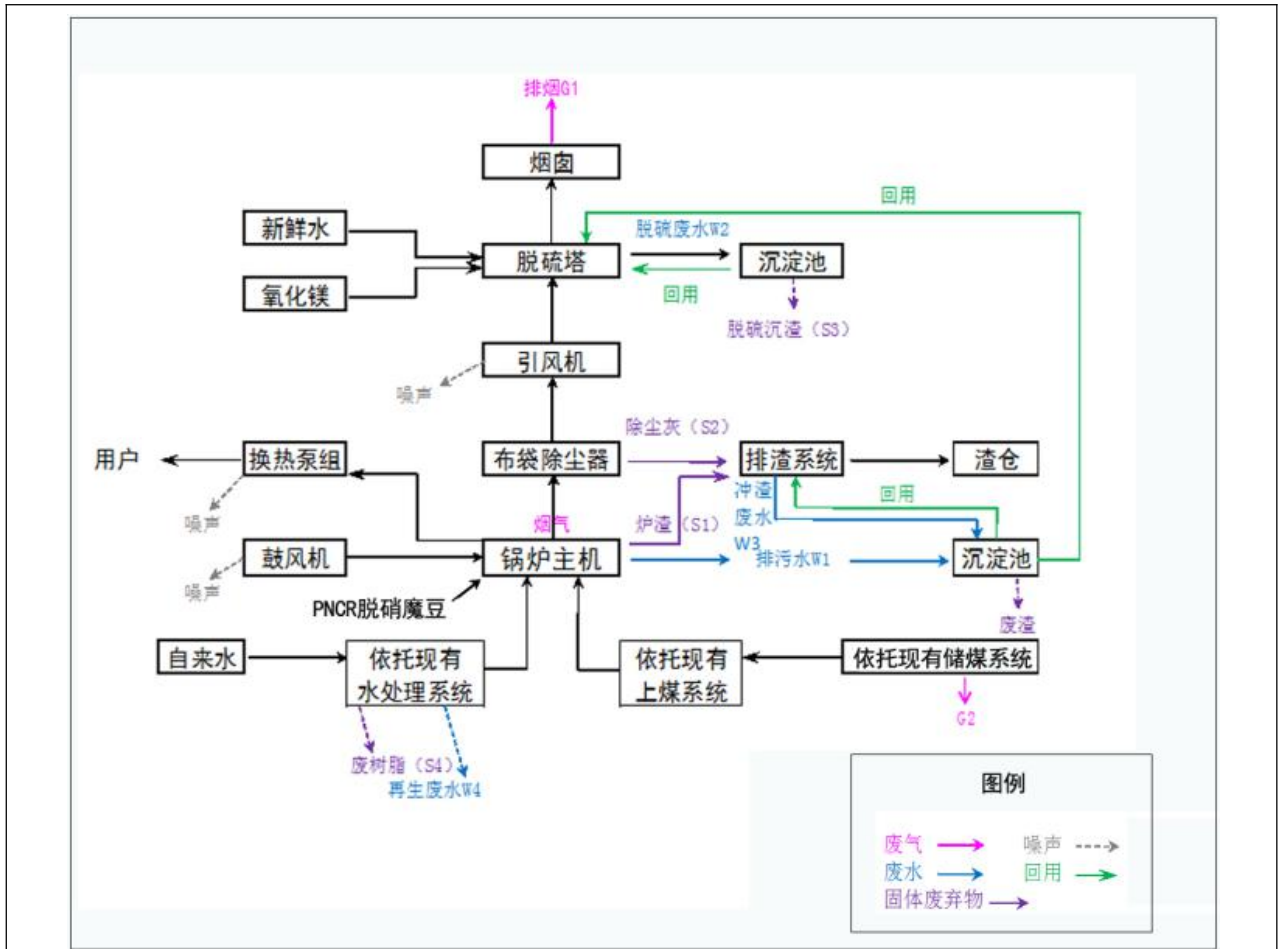 排烟G1
烟囱
回用
新鲜水
脱硫废水W2
脱硫塔
沉淀池
氧化镁
回用
脱硫沉渣（S3）
引风机
噪声
除尘灰（S2）
用户
换热泵组
布袋除尘器
排渣系统
渣仓
冲渣
回用
噪声
烟气
炉渣（S1）
废水
W3
鼓风机
锅炉主机
排污水W1
沉淀池
噪声
PNCR脱硝魔豆
废渣
自来水
依托现有
水处理系统
依托现有
上煤系统
依托现有储煤系统
G2
废树脂（S4）
再生废水W4
图例
废气
噪声
废水
回用
固体废弃物